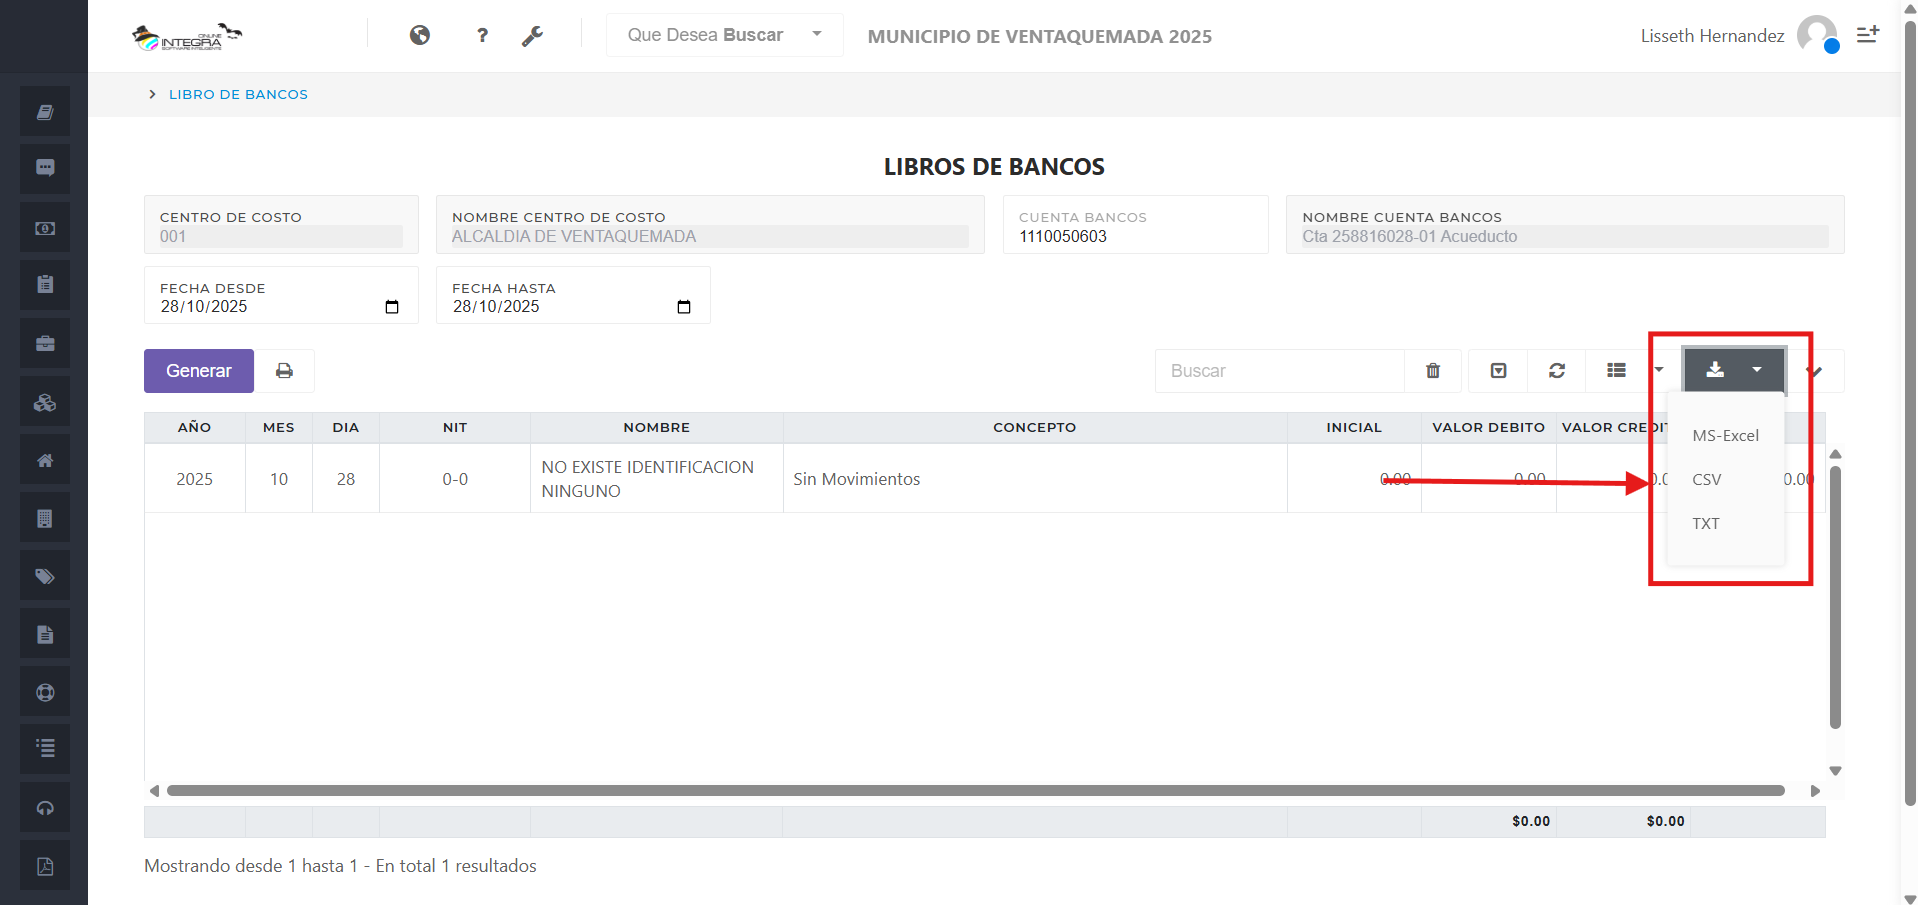 ONLINE
INTEGRA
SOFTWARE INTELIGENTE
?
Que Desea Buscar
MUNICIPIO DE VENTAQUEMADA 2025
Lisseth Hernandez
LIBRO DE BANCOS
LIBROS DE BANCOS
CENTRO DE COSTO
001
NOMBRE CENTRO DE COSTO
ALCALDIA DE VENTAQUEMADA
CUENTA BANCOS
1110050603
NOMBRE CUENTA BANCOS
Cta 258816028-01 Acueducto
FECHA DESDE
28/10/2025
FECHA HASTA
28/10/2025
Generar
Buscar
AÑO MES DIA NIT NOMBRE CONCEPTO INICIAL VALOR DEBITO VALOR CREDIT
2025 10 28 0-0 NO EXISTE IDENTIFICACION NINGUNO Sin Movimientos 0.00 0.00 0.0 0.00
MS-Excel
CSV
TXT
$0.00 $0.00
Mostrando desde 1 hasta 1 - En total 1 resultados